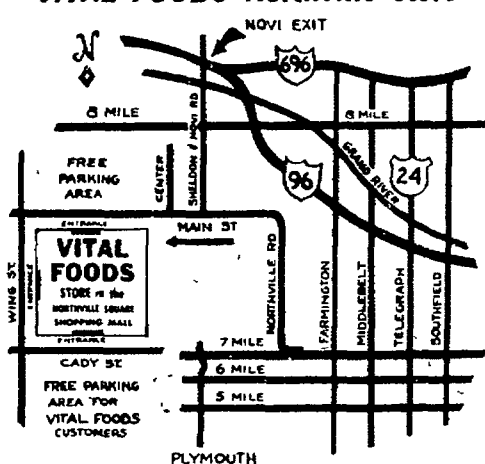 NOVI EXIT
N
696
8 MILE
8 MILE
SHELDON & NOVI RD
GRAND RIVER
FREE
PARKING
AREA
CENTER
96
24
ENTRANCE
MAIN ST
VITAL
FOODS
STORE in the
NORTHVILLE SQUARE
SHOPPING MALL
ENTRANCE
ENTRANCE
WING ST.
NORTHVILLE RD
FARMINGTON
MIDDLEBELT
TELEGRAPH
SOUTHFIELD
CADY ST.
7 MILE
6 MILE
5 MILE
FREE PARKING
AREA FOR
VITAL FOODS
CUSTOMERS
PLYMOUTH